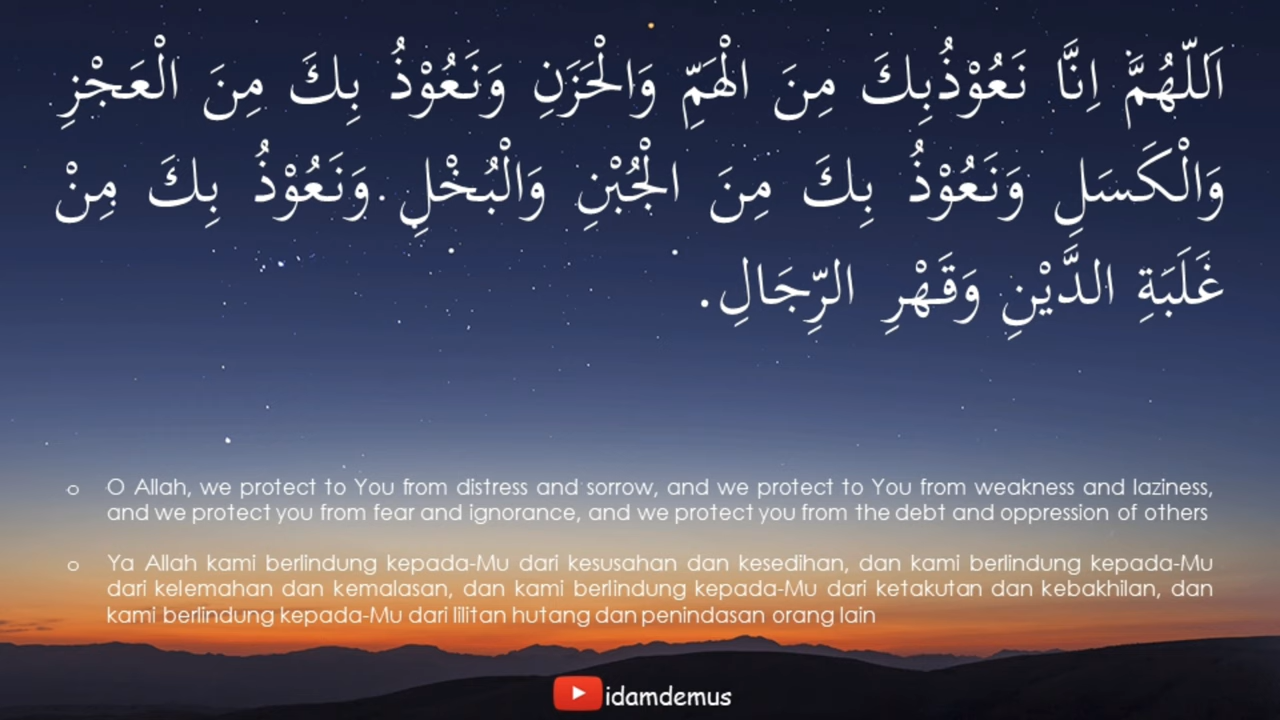 اَللّٰهُمَّ اِنَّا نَعُوْذُبِكَ مِنَ الْهَمِّ وَالْحَزَنِ وَنَعُوْذُ بِكَ مِنَ الْعَجْزِ
وَالْكَسَلِ وَنَعُوْذُ بِكَ مِنَ الْجُبْنِ وَالْبُخْلِ.وَنَعُوْذُ بِكَ مِنْ
غَلَبَةِ الدَّيْنِ وَقَهْرِ الرِّجَالِ.
o O Allah, we protect to You from distress and sorrow, and we protect to You from weakness and laziness,
and we protect you from fear and ignorance, and we protect you from the debt and oppression of others
o Ya Allah kami berlindung kepada-Mu dari kesusahan dan kesedihan, dan kami berlindung kepada-Mu
dari kelemahan dan kemalasan, dan kami berlindung kepada-Mu dari ketakutan dan kebakhilan, dan
kami berlindung kepada-Mu dari lilitan hutang dan penindasan orang lain
idamdemus